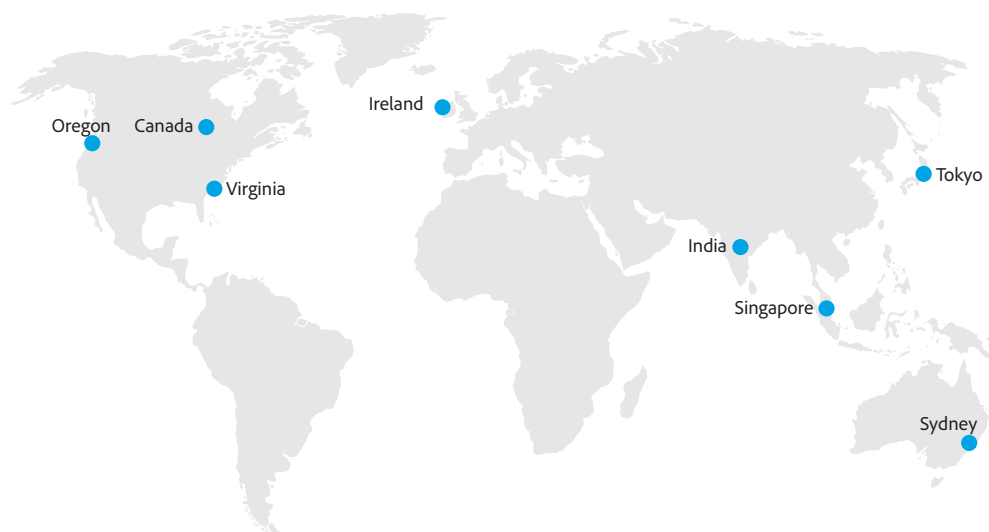 Ireland
Oregon
Canada
Virginia
Tokyo
India
Singapore
Sydney